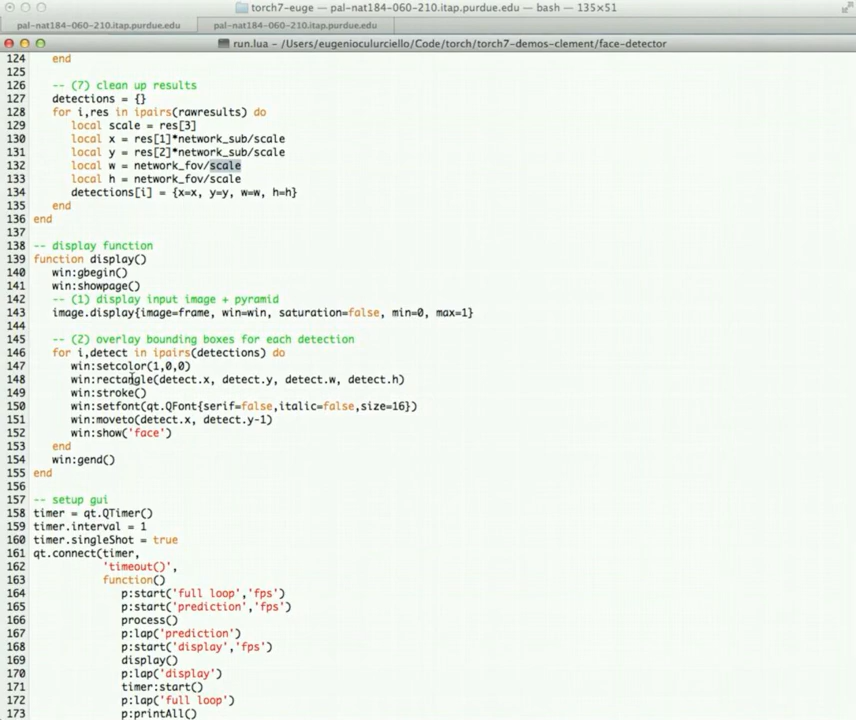 torch7-euge — pal-nat184-060-210.itap.purdue.edu — bash — 135×51
pal-nat184-060-210.itap.purdue.edu pal-nat184-060-210.itap.purdue.edu
run.lua - /Users/eugenioculurciello/Code/torch/torch7-demos-clement/face-detector
124    end
125
126    -- (7) clean up results
127    detections = {}
128    for i,res in ipairs(rawresults) do
129       local scale = res[3]
130       local x = res[1]*network_sub/scale
131       local y = res[2]*network_sub/scale
132       local w = network_fov/scale
133       local h = network_fov/scale
134       detections[i] = {x=x, y=y, w=w, h=h}
135    end
136 end
137
138 -- display function
139 function display()
140    win:gbegin()
141    win:showpage()
142    -- (1) display input image + pyramid
143    image.display{image=frame, win=win, saturation=false, min=0, max=1}
144
145    -- (2) overlay bounding boxes for each detection
146    for i,detect in ipairs(detections) do
147       win:setcolor(1,0,0)
148       win:rectangle(detect.x, detect.y, detect.w, detect.h)
149       win:stroke()
150       win:setfont(qt.QFont{serif=false,italic=false,size=16})
151       win:moveto(detect.x, detect.y-1)
152       win:show('face')
153    end
154    win:gend()
155 end
156
157 -- setup gui
158 timer = qt.QTimer()
159 timer.interval = 1
160 timer.singleShot = true
161 qt.connect(timer,
162            'timeout()',
163            function()
164               p:start('full loop','fps')
165               p:start('prediction','fps')
166               process()
167               p:lap('prediction')
168               p:start('display','fps')
169               display()
170               p:lap('display')
171               timer:start()
172               p:lap('full loop')
173               p:printAll()